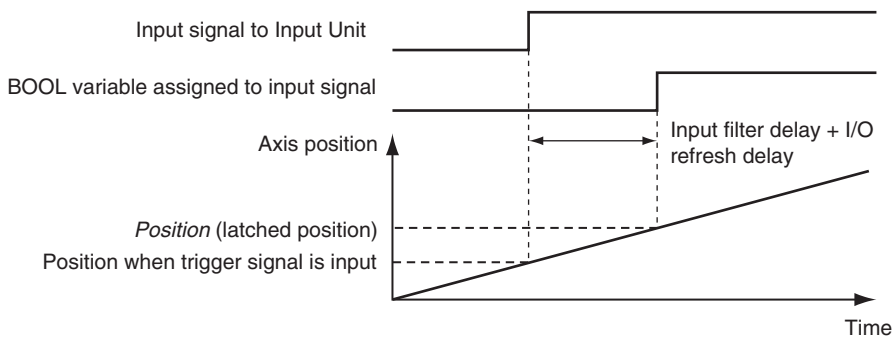 Input signal to Input Unit
BOOL variable assigned to input signal
Input filter delay + I/O
refresh delay
Axis position
Position (latched position)
Position when trigger signal is input
Time